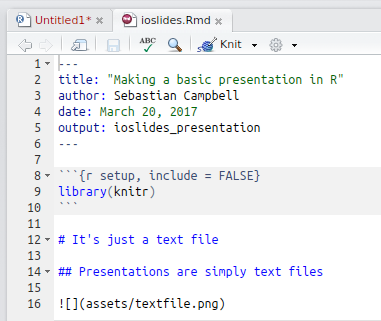 Untitled1* ioslides.Rmd
ABC Knit
1 ---
2 title: "Making a basic presentation in R"
3 author: Sebastian Campbell
4 date: March 20, 2017
5 output: ioslides_presentation
6 ---
7
8 ```{r setup, include = FALSE}
9 library(knitr)
10 ```
11
12 # It's just a text file
13
14 ## Presentations are simply text files
15
16 ![](assets/textfile.png)